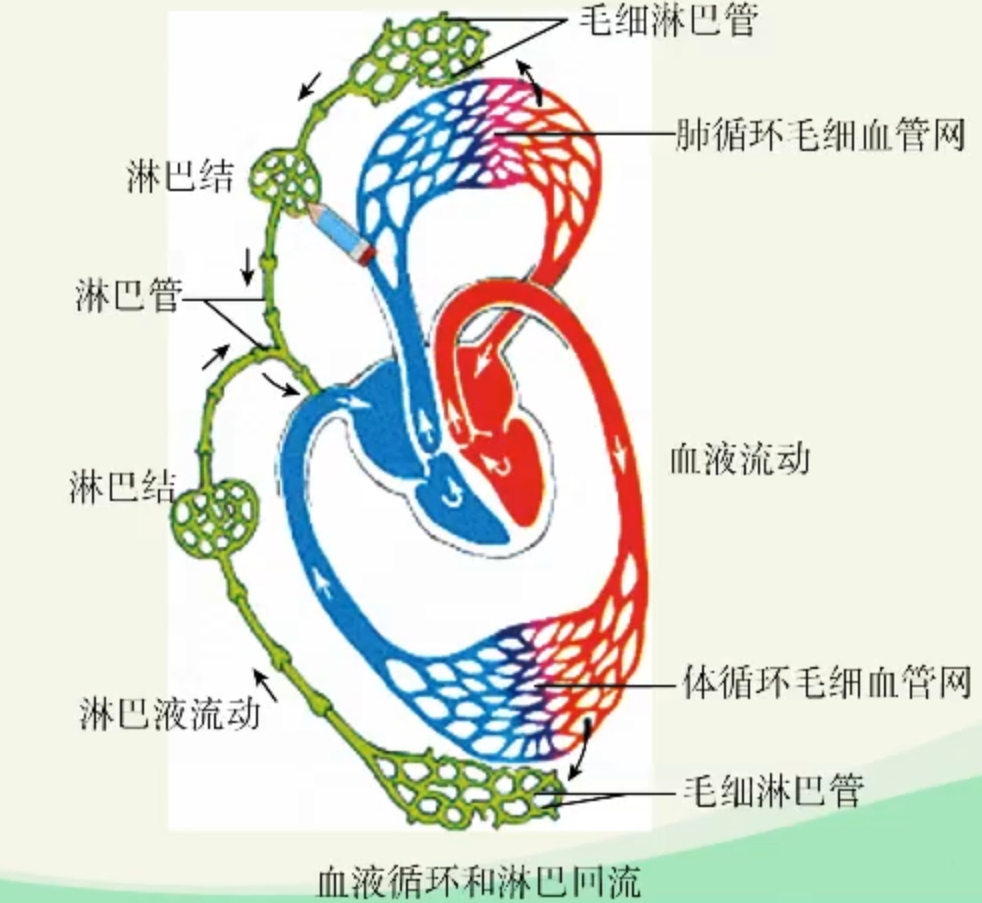 毛细淋巴管
肺循环毛细血管网
淋巴结
淋巴管
血液流动
淋巴结
体循环毛细血管网
淋巴液流动
毛细淋巴管
血液循环和淋巴回流